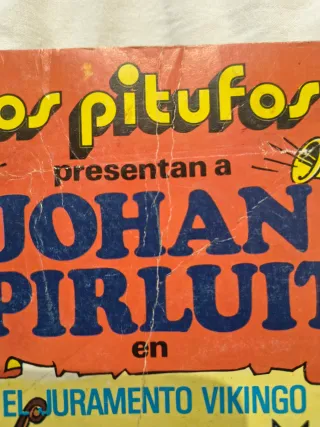 os pitufos
presentan a
JOHAN
PIRLUIT
en
EL JURAMENTO VIKINGO